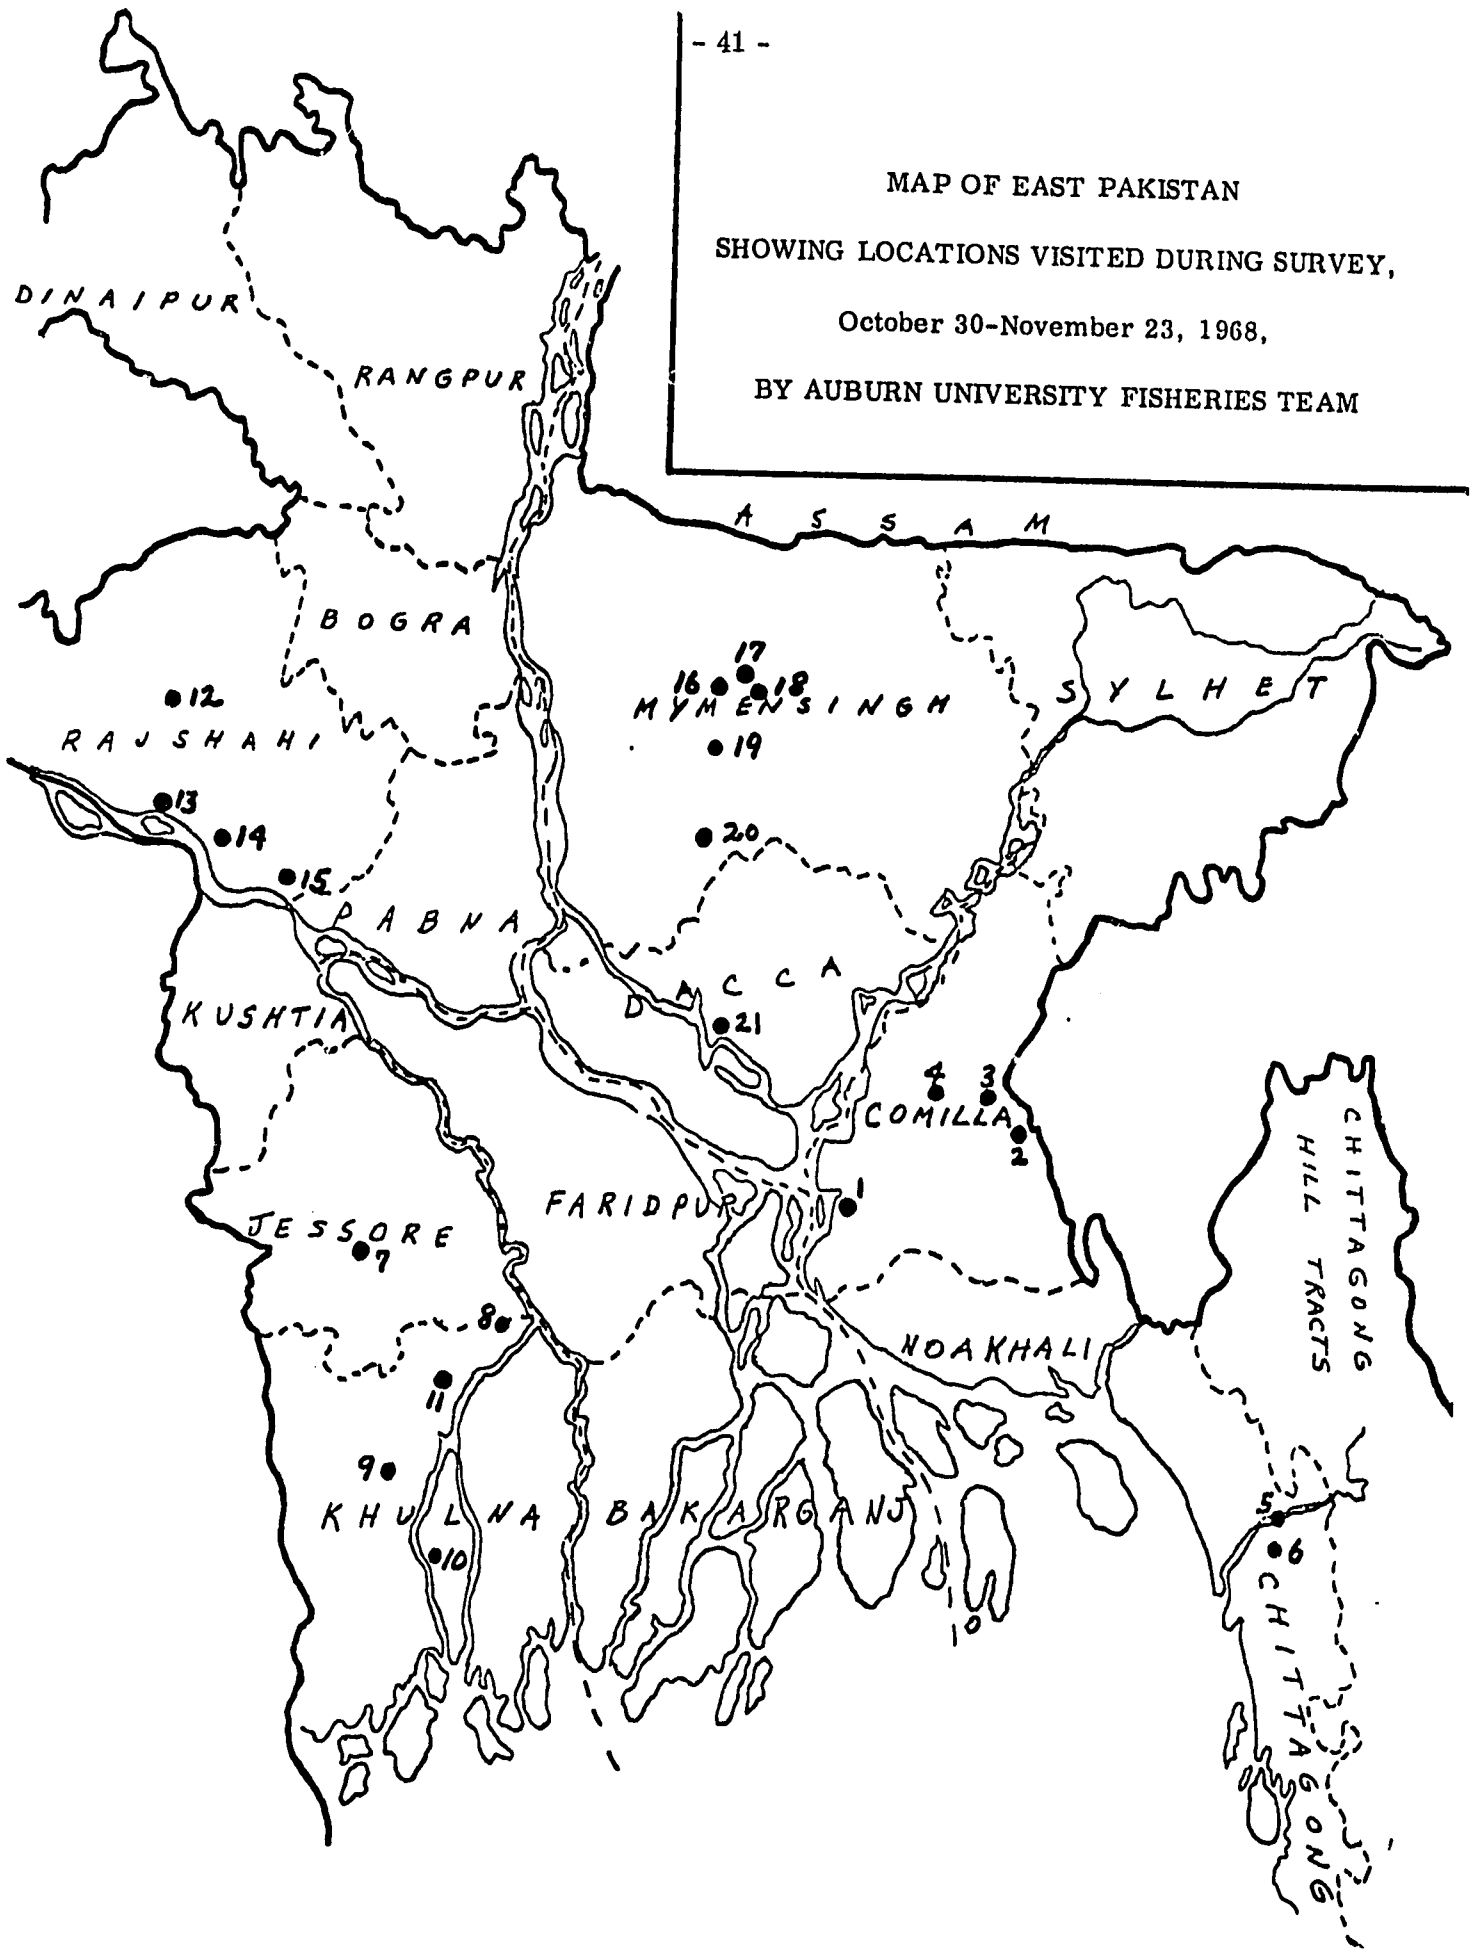 - 41 -
MAP OF EAST PAKISTAN
SHOWING LOCATIONS VISITED DURING SURVEY,
October 30-November 23, 1968,
BY AUBURN UNIVERSITY FISHERIES TEAM
DINAIPUR
RANGPUR
ASSAM
BOGRA
17
16
18
12
MYMENSINGH
SYLHET
RAJSHAHI
19
13
14
20
15
PABNA
DACCA
KUSHTIA
21
4
3
COMILLA
2
CHITTAGONG
HILL TRACTS
1
FARIDPUR
JESSORE
7
8
NOAKHALI
11
9
5
KHULNA
BAKARGANJ
10
6
CHITTAGONG